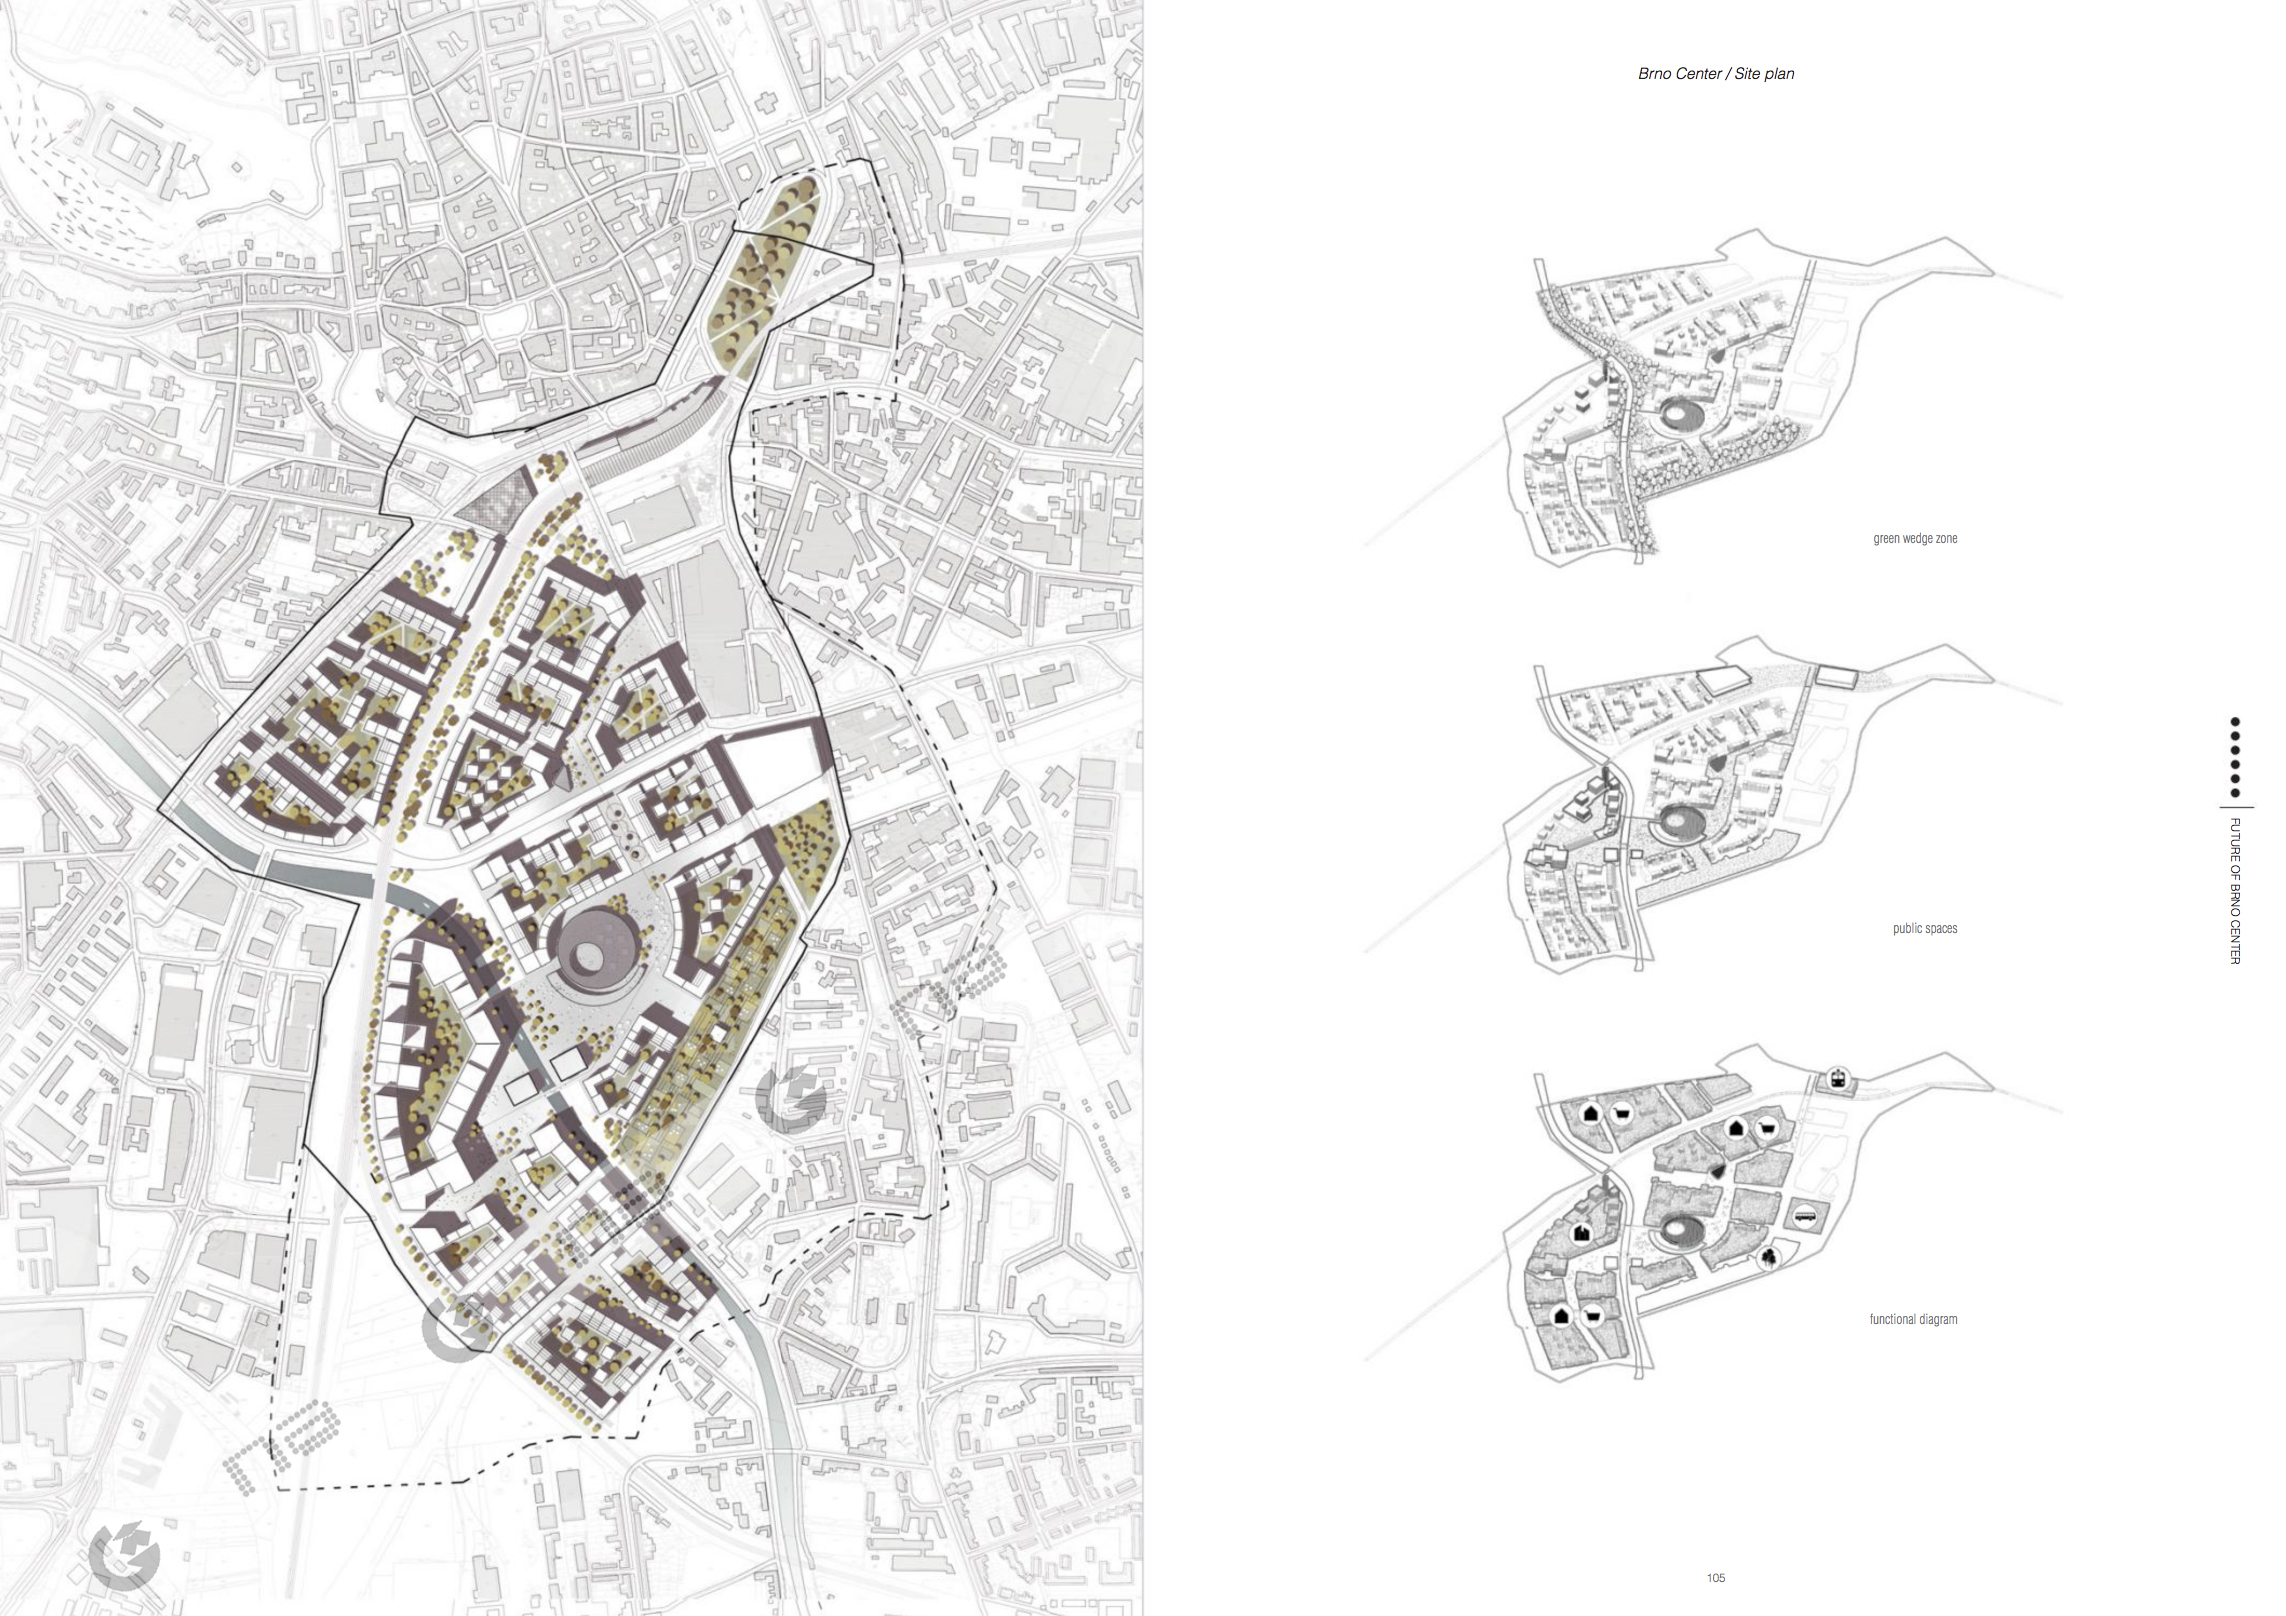 Brno Center / Site plan
green wedge zone
public spaces
functional diagram
FUTURE OF BRNO CENTER
105